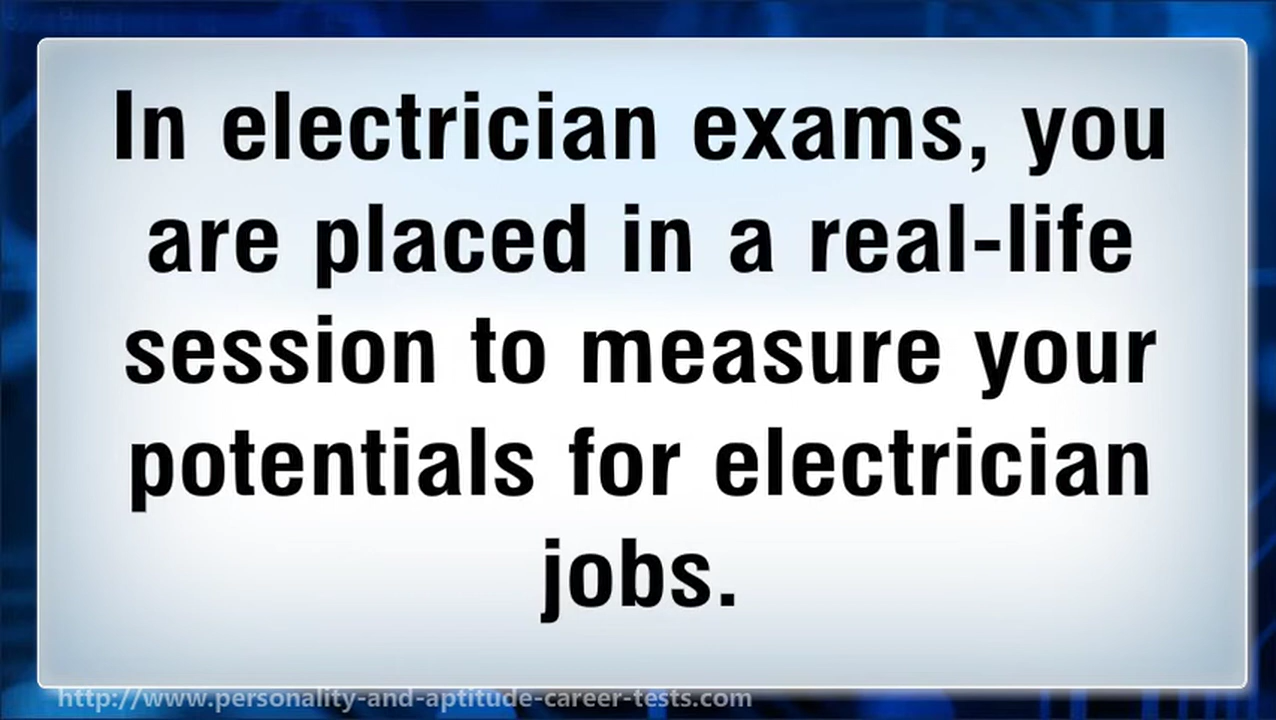 In electrician exams, you
are placed in a real-life
session to measure your
potentials for electrician
jobs.
http://www.personality-and-aptitude-career-tests.com